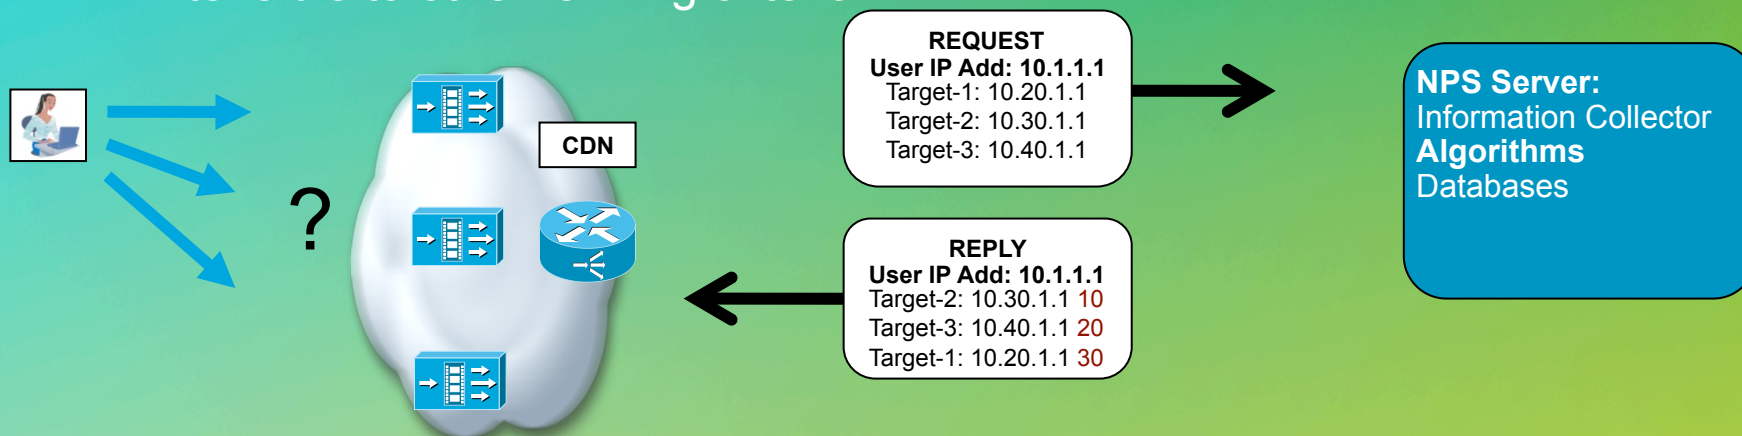 ?
CDN
REQUEST
User IP Add: 10.1.1.1
Target-1: 10.20.1.1
Target-2: 10.30.1.1
Target-3: 10.40.1.1
REPLY
User IP Add: 10.1.1.1
Target-2: 10.30.1.1 10
Target-3: 10.40.1.1 20
Target-1: 10.20.1.1 30
NPS Server:
Information Collector
Algorithms
Databases